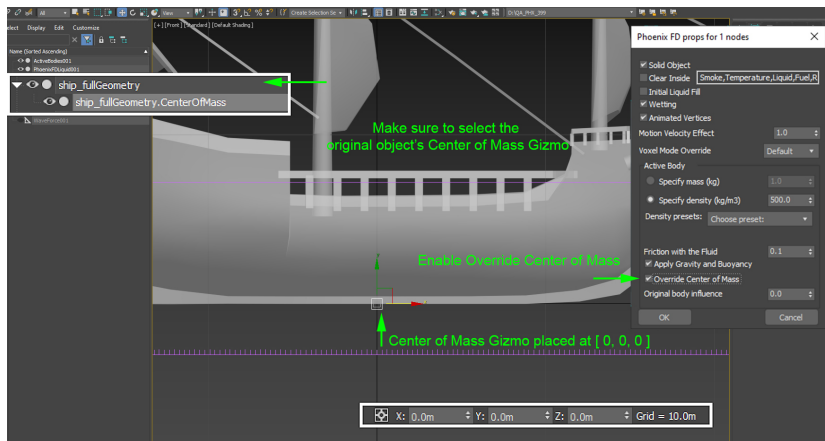 All
View
3
Create Selection Se
D:\QA_PHX_3Ø9
elect Display Edit Customize
[ + ] [Front ] [Standard ] [Default Shading ]
Name (Sorted Ascending)
ActiveBodies001
PhoenixFDLiquid001
ship_fullGeometry
ship_fullGeometry.CenterOfMass
WaveForce001
Make sure to select the
original object's Center of Mass Gizmo
Enable Override Center of Mass
Center of Mass Gizmo placed at [ 0, 0, 0 ]
X: 0.0m Y: 0.0m Z: 0.0m Grid = 10.0m
Phoenix FD props for 1 nodes
Solid Object
Clear Inside Smoke,Temperature,Liquid,Fuel,R
Initial Liquid Fill
Wetting
Animated Vertices
Motion Velocity Effect 1.0
Voxel Mode Override Default
Active Body
Specify mass (kg) 1.0
Specify density (kg/m3) 500.0
Density presets: Choose preset:
Friction with the Fluid 0.1
Apply Gravity and Buoyancy
Override Center of Mass
Original body influence 0.0
OK Cancel